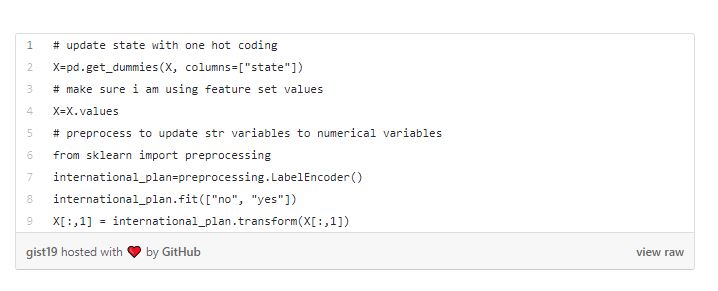 1 # update state with one hot coding
2 X=pd.get_dummies(X, columns=["state"])
3 # make sure i am using feature set values
4 X=X.values
5 # preprocess to update str variables to numerical variables
6 from sklearn import preprocessing
7 international_plan=preprocessing.LabelEncoder()
8 international_plan.fit(["no", "yes"])
9 X[:,1] = international_plan.transform(X[:,1])
gist19 hosted with ❤ by GitHub view raw